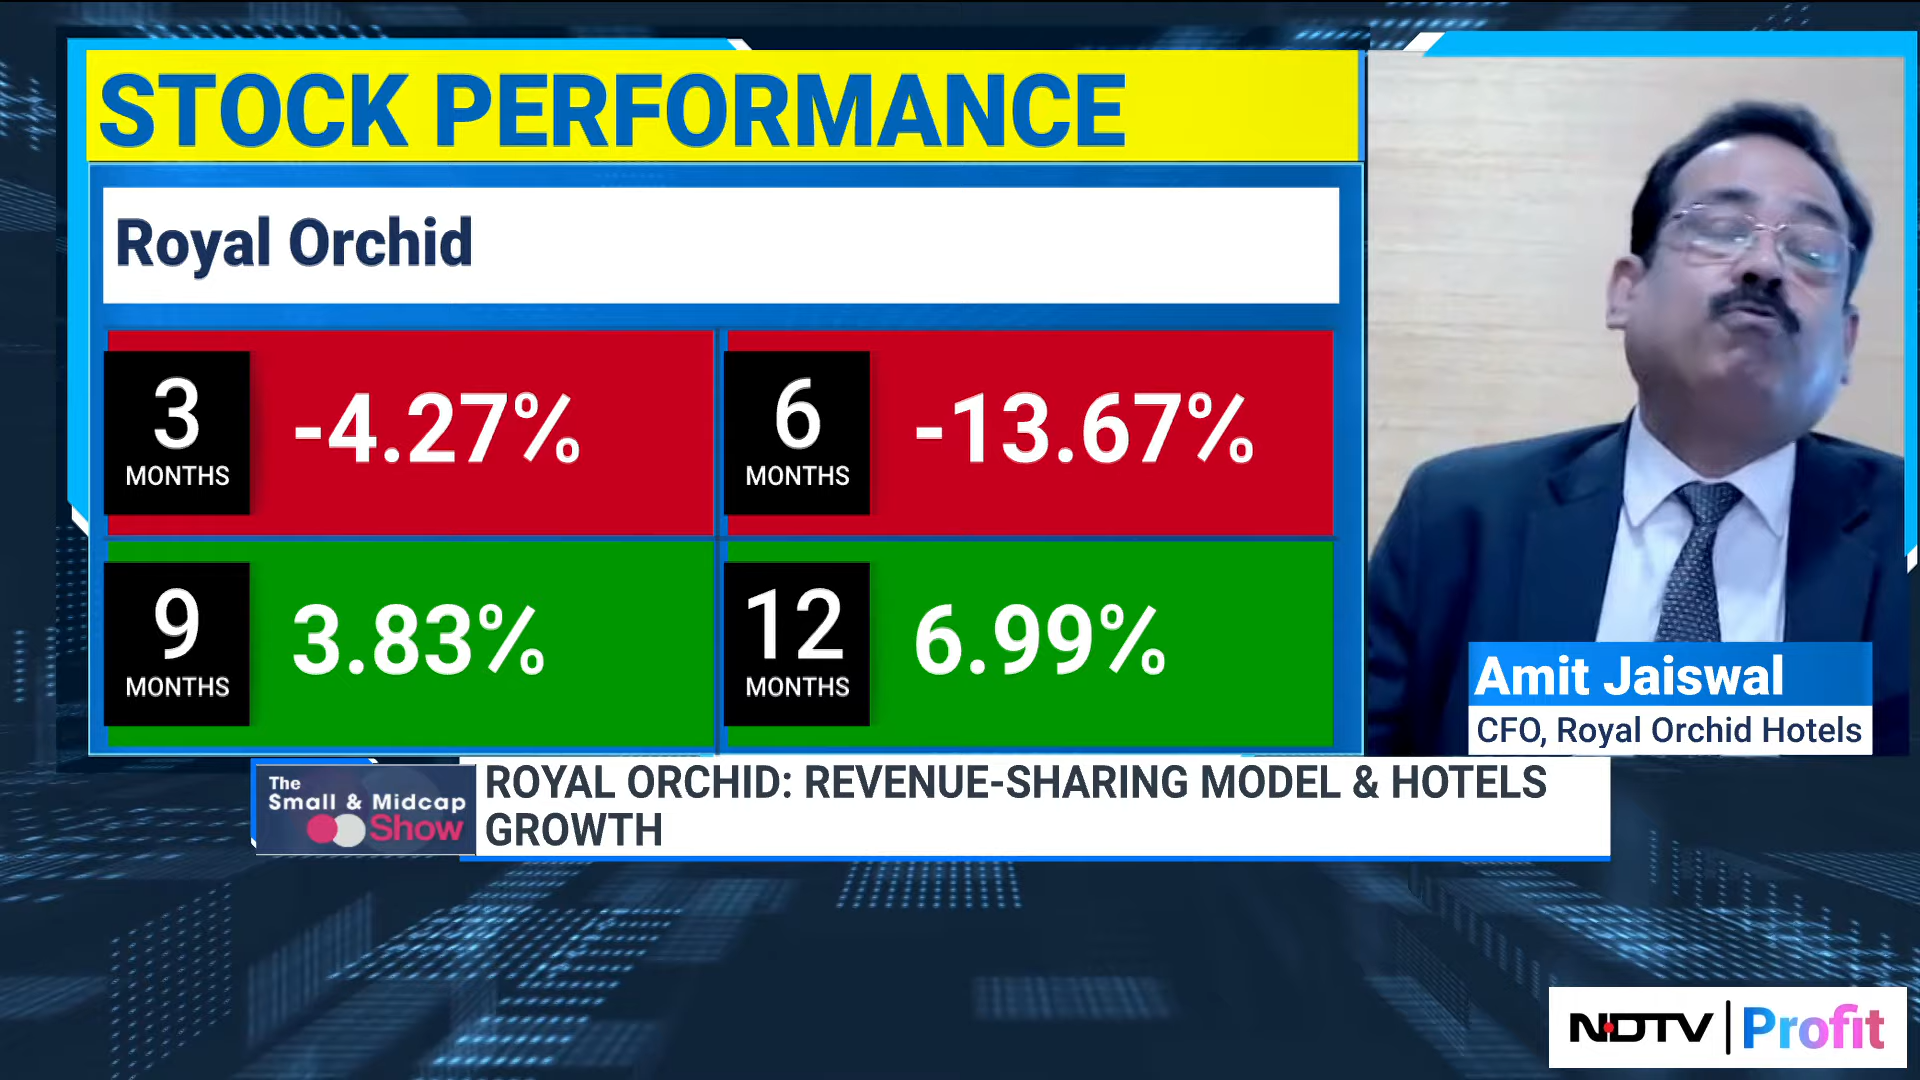 STOCK PERFORMANCE
Royal Orchid
3
MONTHS
-4.27%
6
MONTHS
-13.67%
9
MONTHS
3.83%
12
MONTHS
6.99%
Amit Jaiswal
CFO, Royal Orchid Hotels
The
Small & Midcap
Show
ROYAL ORCHID: REVENUE-SHARING MODEL & HOTELS
GROWTH
NDTV Profit